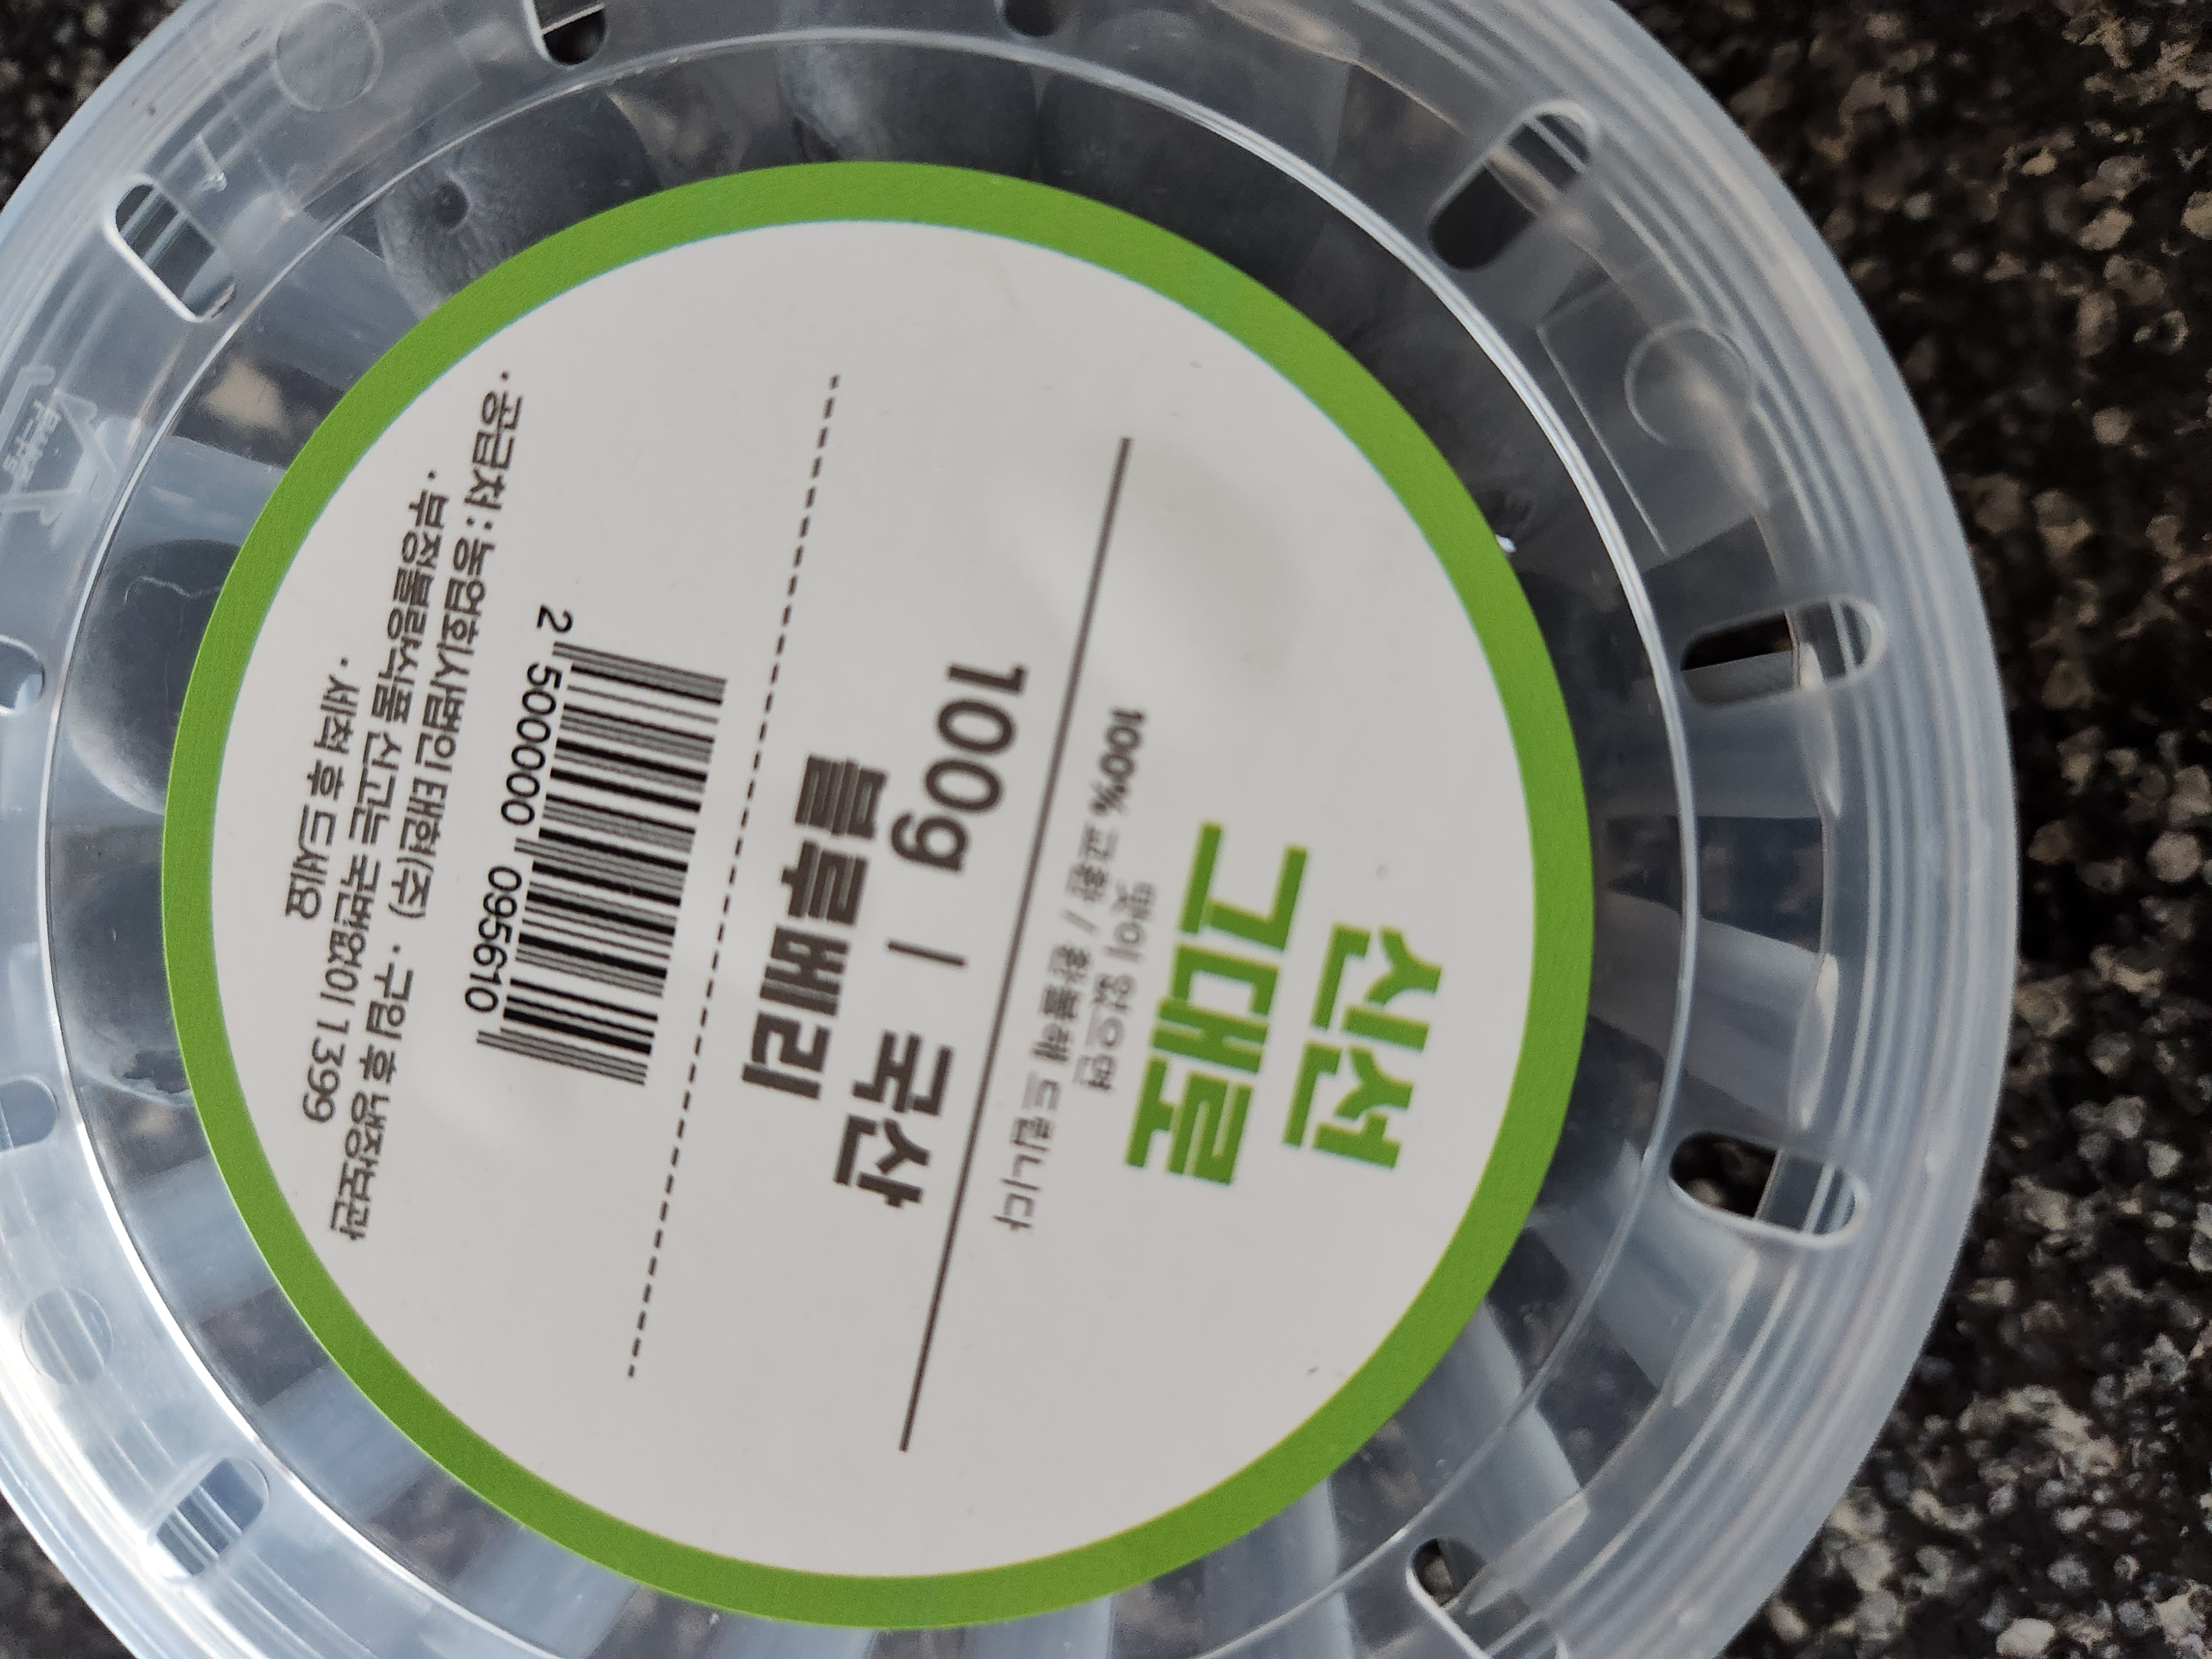 신선
그대로
맛이 없으면
100% 교환 / 환불해 드립니다
100g | 국산
블루베리
2 500000 095610
·공급처 : 농업회사법인 태현(주) ·구입 후 냉장보관
·부정불량식품 신고는 국번없이 1399
·세척 후 드세요